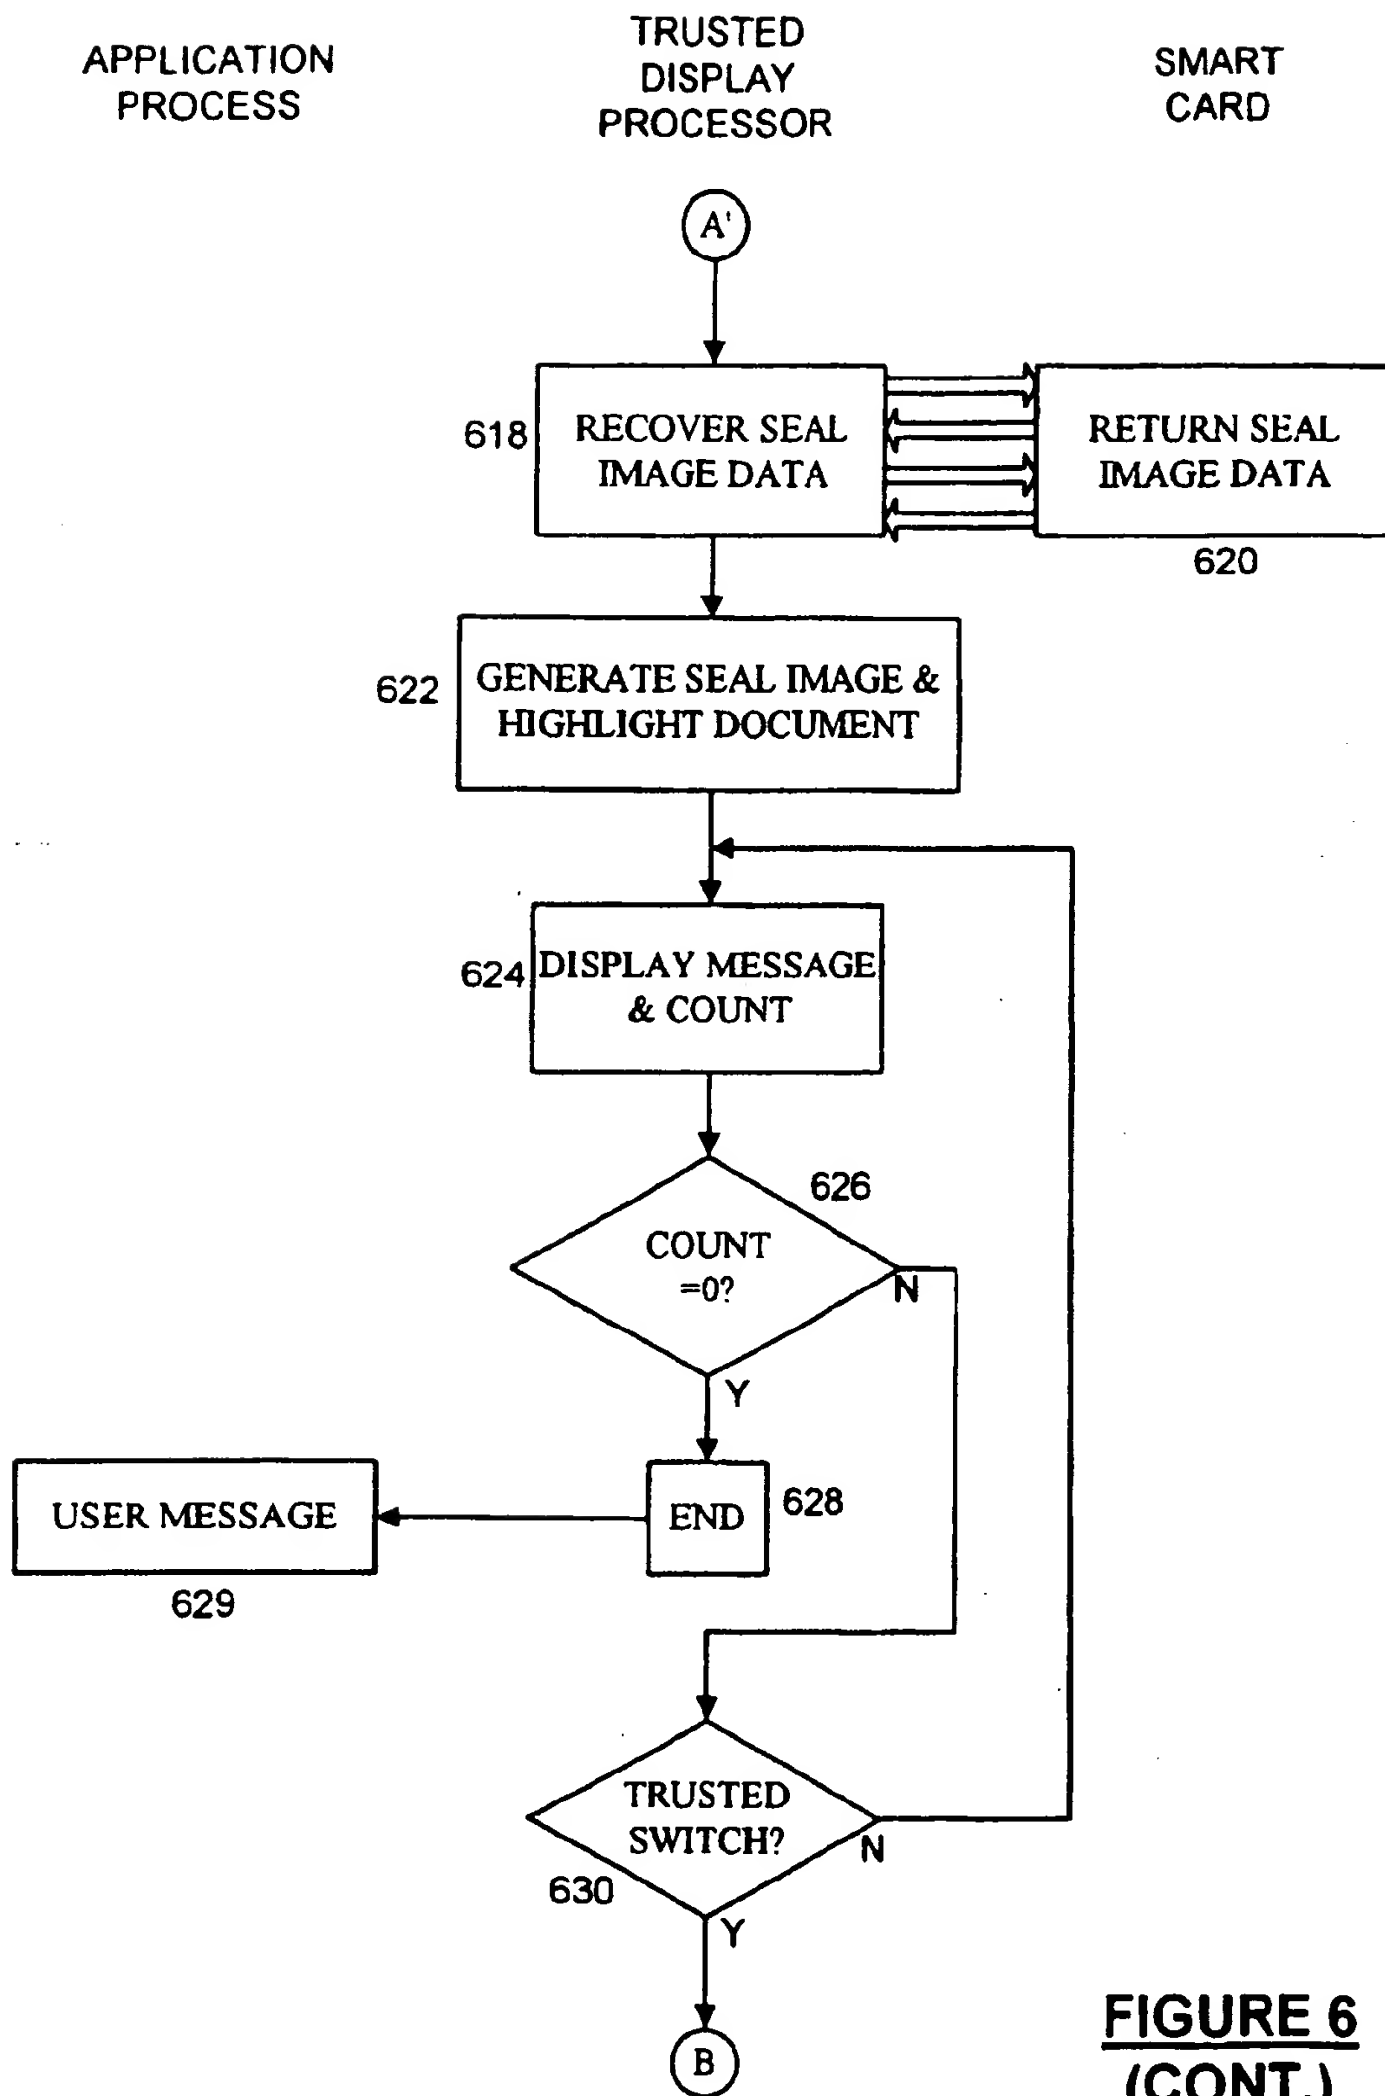 APPLICATION
PROCESS
TRUSTED
DISPLAY
PROCESSOR
SMART
CARD
A'
618
RECOVER SEAL
IMAGE DATA
RETURN SEAL
IMAGE DATA
620
622
GENERATE SEAL IMAGE &
HIGHLIGHT DOCUMENT
624
DISPLAY MESSAGE
& COUNT
626
COUNT
=0?
N
Y
USER MESSAGE
629
END
628
TRUSTED
SWITCH?
630
N
Y
B
FIGURE 6
(CONT.)